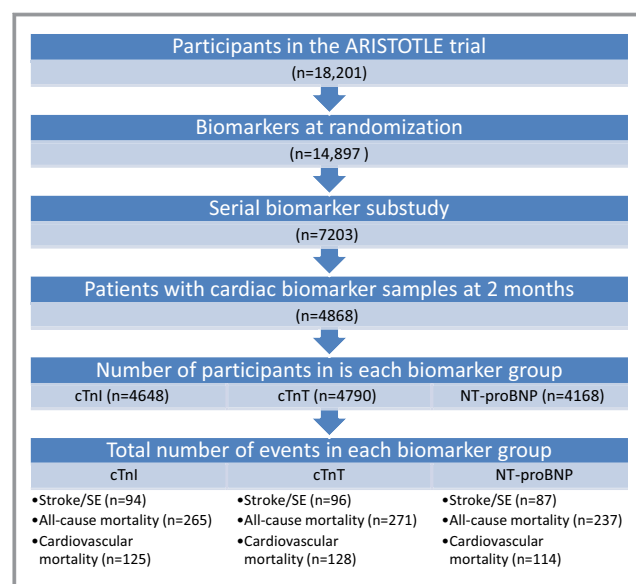 Participants in the ARISTOTLE trial
(n=18,201)
Biomarkers at randomization
(n=14,897 )
Serial biomarker substudy
(n=7203)
Patients with cardiac biomarker samples at 2 months
(n=4868)
Number of participants in is each biomarker group
cTnI (n=4648) cTnT (n=4790) NT-proBNP (n=4168)
Total number of events in each biomarker group
cTnI cTnT NT-proBNP
•Stroke/SE (n=94) •Stroke/SE (n=96) •Stroke/SE (n=87)
•All-cause mortality (n=265) •All-cause mortality (n=271) •All-cause mortality (n=237)
•Cardiovascular •Cardiovascular •Cardiovascular
mortality (n=125) mortality (n=128) mortality (n=114)